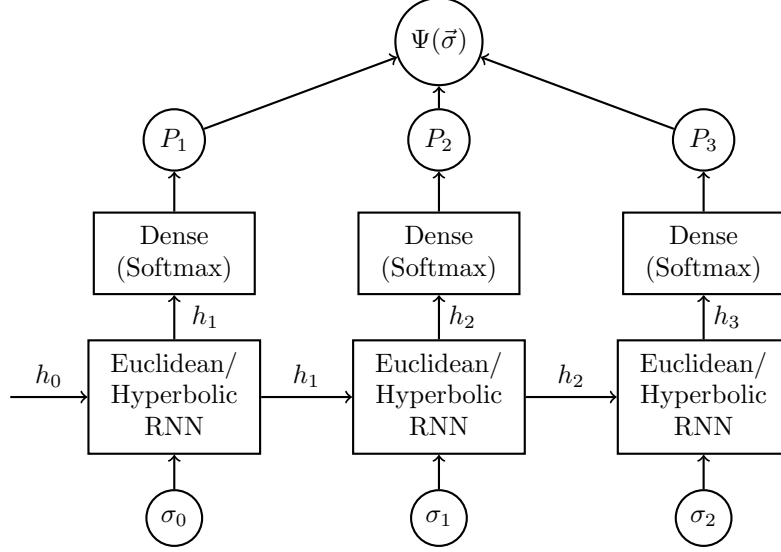 Ψ(σ⃗)
P₁
P₂
P₃
Dense
(Softmax)
Dense
(Softmax)
Dense
(Softmax)
h₁
h₂
h₃
h₀
Euclidean/
Hyperbolic
RNN
h₁
Euclidean/
Hyperbolic
RNN
h₂
Euclidean/
Hyperbolic
RNN
σ₀
σ₁
σ₂